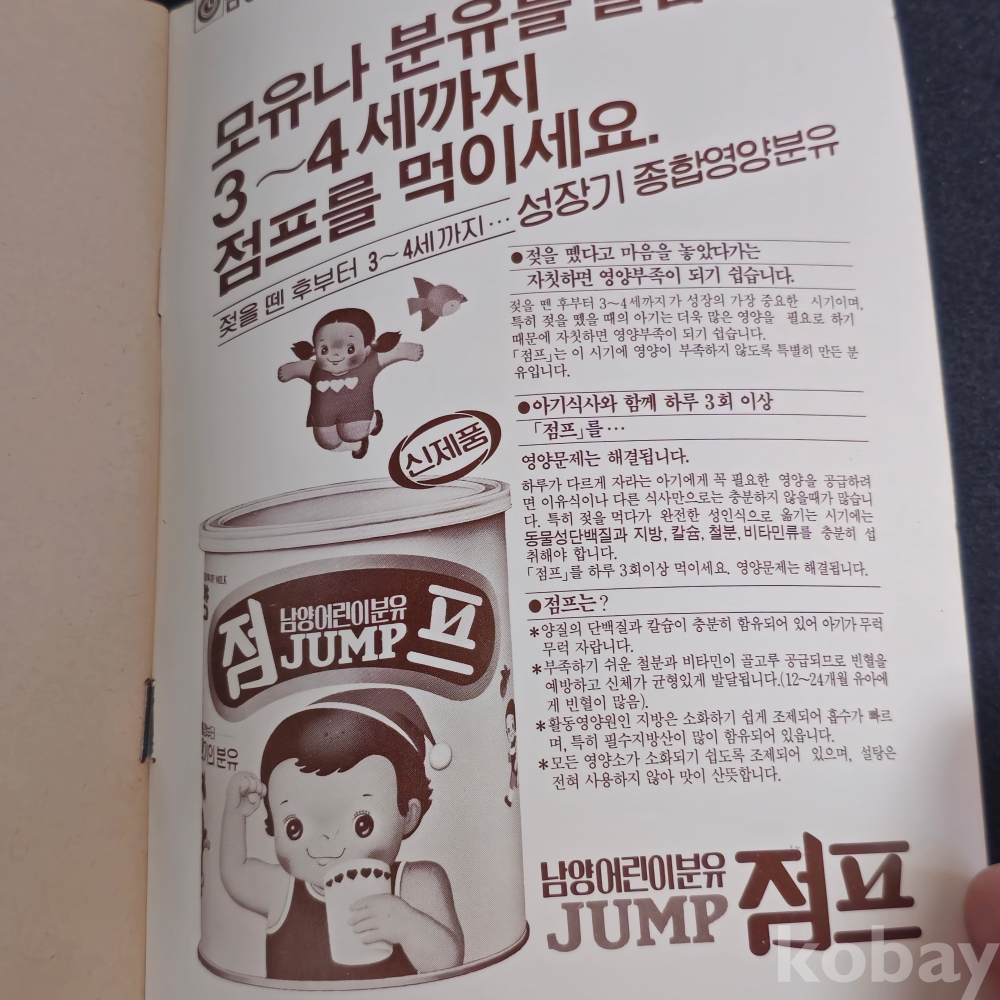 모유나 분유를
3~4세까지
점프를 먹이세요.
젖을 뗀 후부터 3~4세까지… 성장기 종합영양분유
●젖을 뗐다고 마음을 놓았다가는
자칫하면 영양부족이 되기 쉽습니다.
젖을 뗀 후부터 3~4세까지가 성장의 가장 중요한 시기이며,
특히 젖을 뗐을 때의 아기는 더욱 많은 영양을 필요로 하기
때문에 자칫하면 영양부족이 되기 쉽습니다.
「점프」는 이 시기에 영양이 부족하지 않도록 특별히 만든 분
유입니다.
신제품
●아기식사와 함께 하루 3회 이상
「점프」를…
영양문제는 해결됩니다.
하루가 다르게 자라는 아기에게 꼭 필요한 영양을 공급하려
면 이유식이나 다른 식사만으로는 충분하지 않을때가 많습니
다. 특히 젖을 먹다가 완전한 성인식으로 옮기는 시기에는
동물성단백질과 지방, 칼슘, 철분, 비타민류를 충분히 섭
취해야 합니다.
「점프」를 하루 3회이상 먹이세요. 영양문제는 해결됩니다.
●점프는?
*양질의 단백질과 칼슘이 충분히 함유되어 있어 아기가 무럭
무럭 자랍니다.
*부족하기 쉬운 철분과 비타민이 골고루 공급되므로 빈혈을
예방하고 신체가 균형있게 발달됩니다.(12~24개월 유아에
게 빈혈이 많음).
*활동영양원인 지방은 소화하기 쉽게 조제되어 흡수가 빠르
며, 특히 필수지방산이 많이 함유되어 있습니다.
*모든 영양소가 소화되기 쉽도록 조제되어 있으며, 설탕은
전혀 사용하지 않아 맛이 산뜻합니다.
MILK
점 남양어린이분유 프
JUMP
분유
남양어린이분유 점프
JUMP
kobay